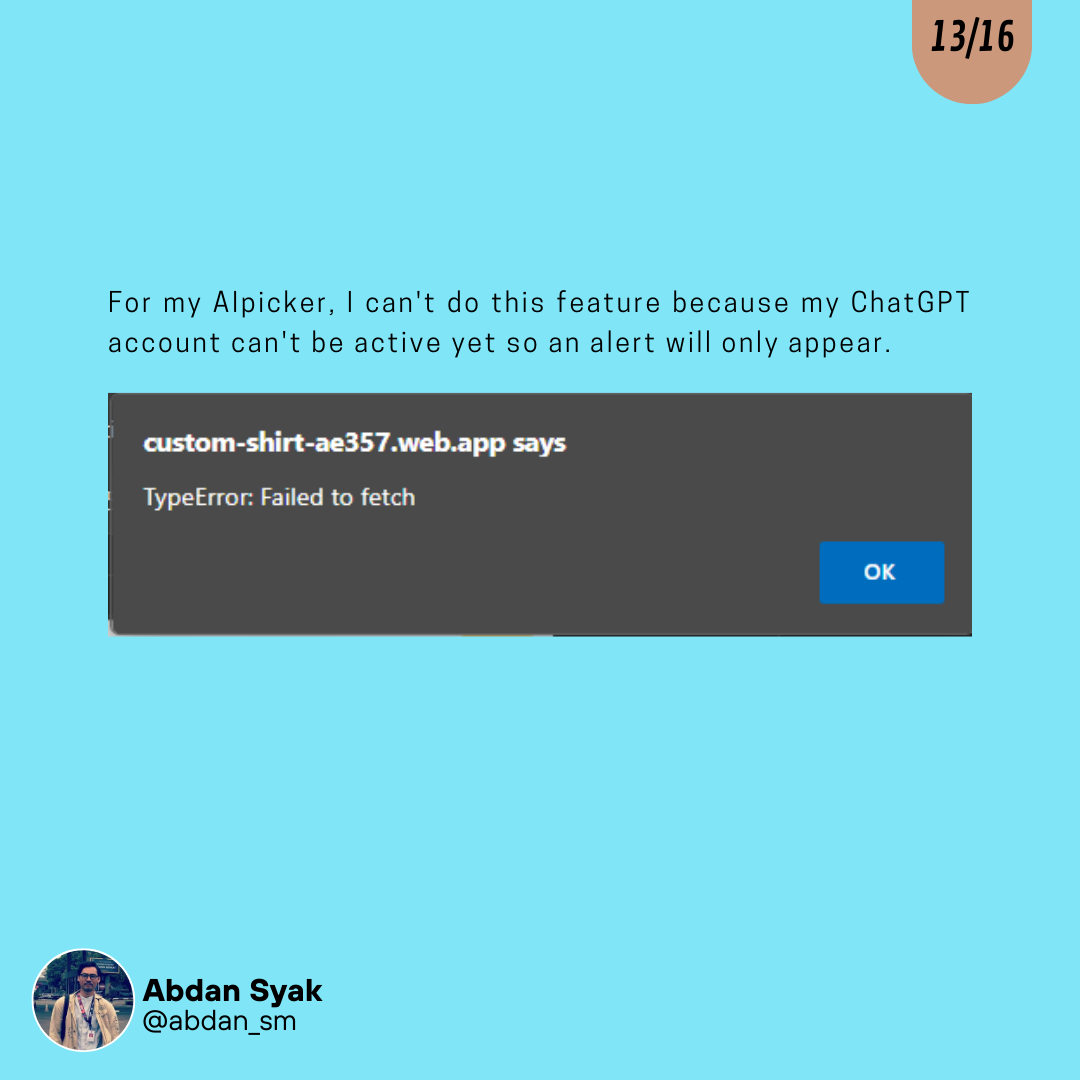 13/16
For my AIpicker, I can't do this feature because my ChatGPT
account can't be active yet so an alert will only appear.
custom-shirt-ae357.web.app says
TypeError: Failed to fetch
OK
Abdan Syak
@abdan_sm